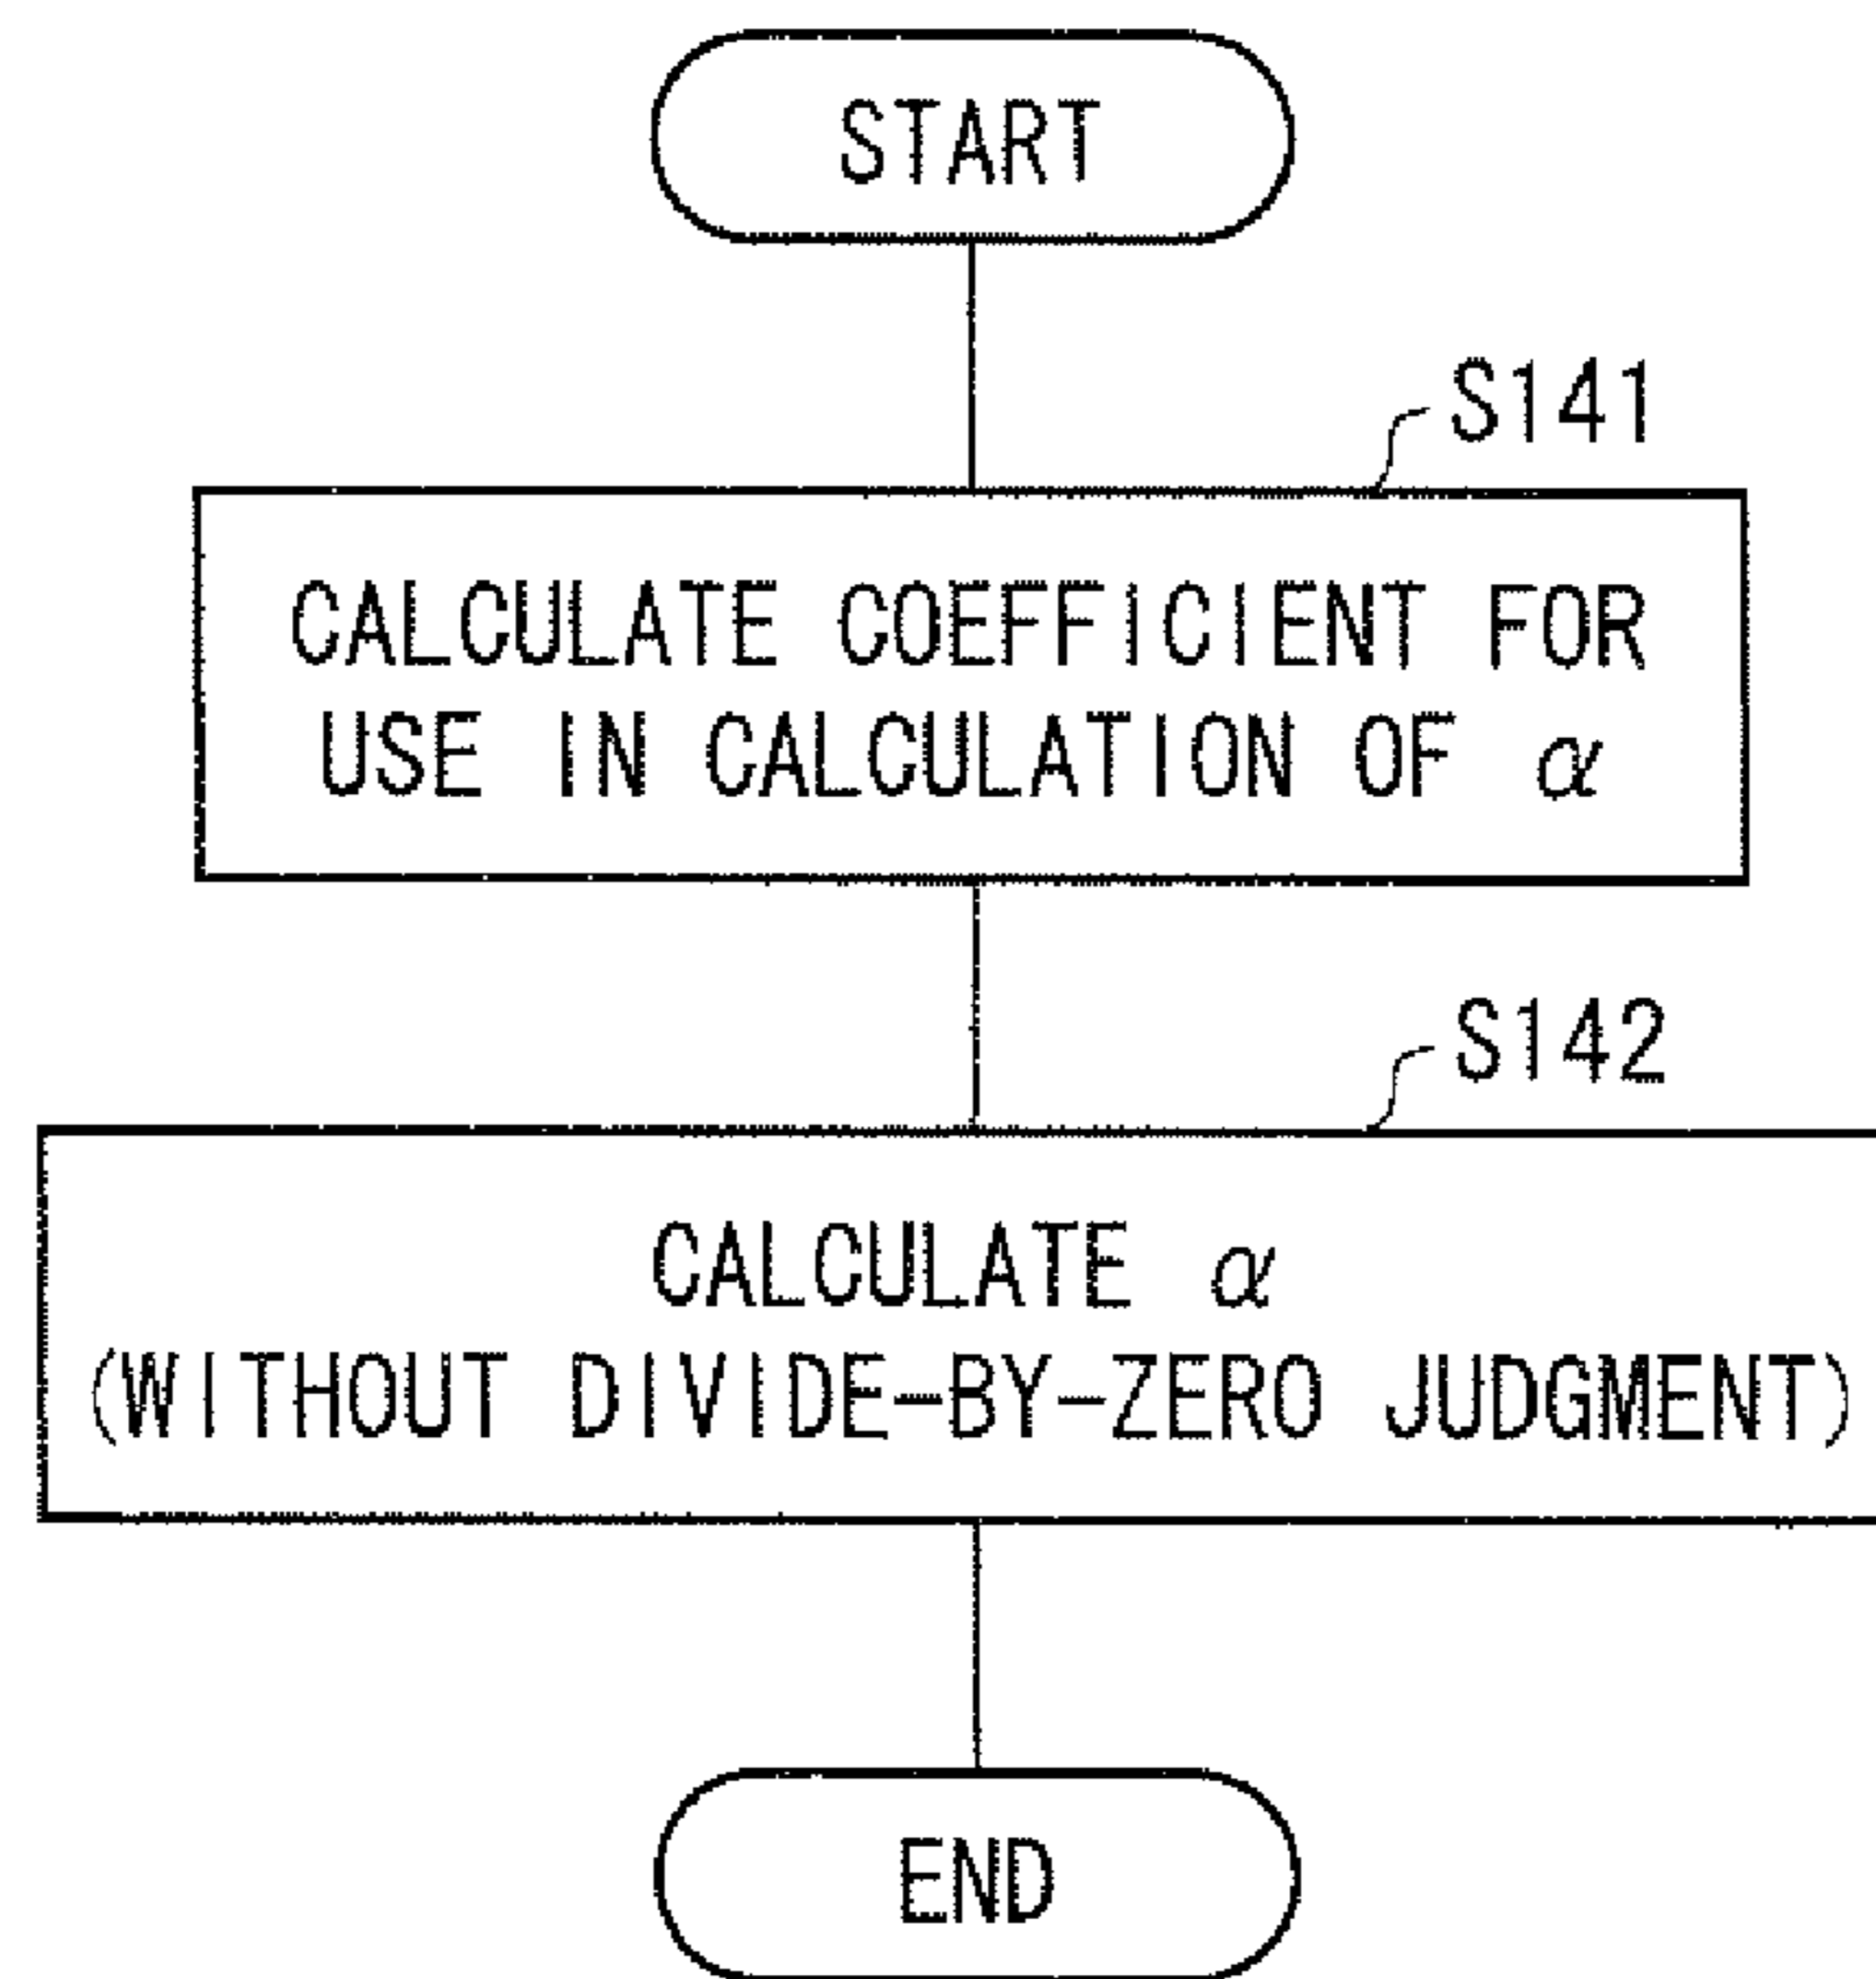 START
S141
CALCULATE COEFFICIENT FOR
USE IN CALCULATION OF α
S142
CALCULATE α
(WITHOUT DIVIDE-BY-ZERO JUDGMENT)
END